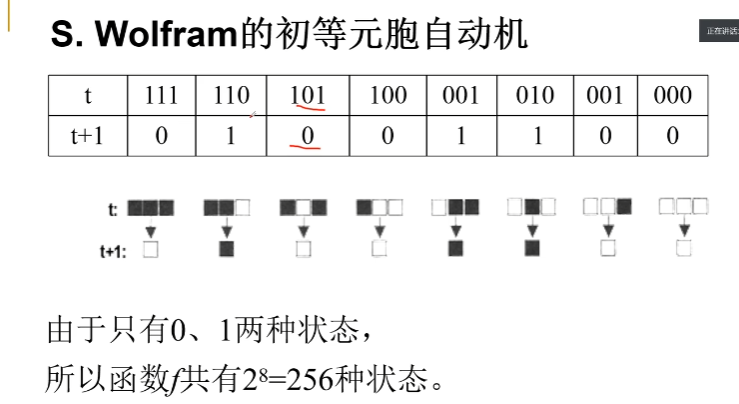 S. Wolfram的初等元胞自动机
正在讲话:
t 111 110 101 100 001 010 001 000
t+1 0 1 0 0 1 1 0 0
t:
t+1:
由于只有0、1两种状态，
所以函数f共有2⁸=256种状态。